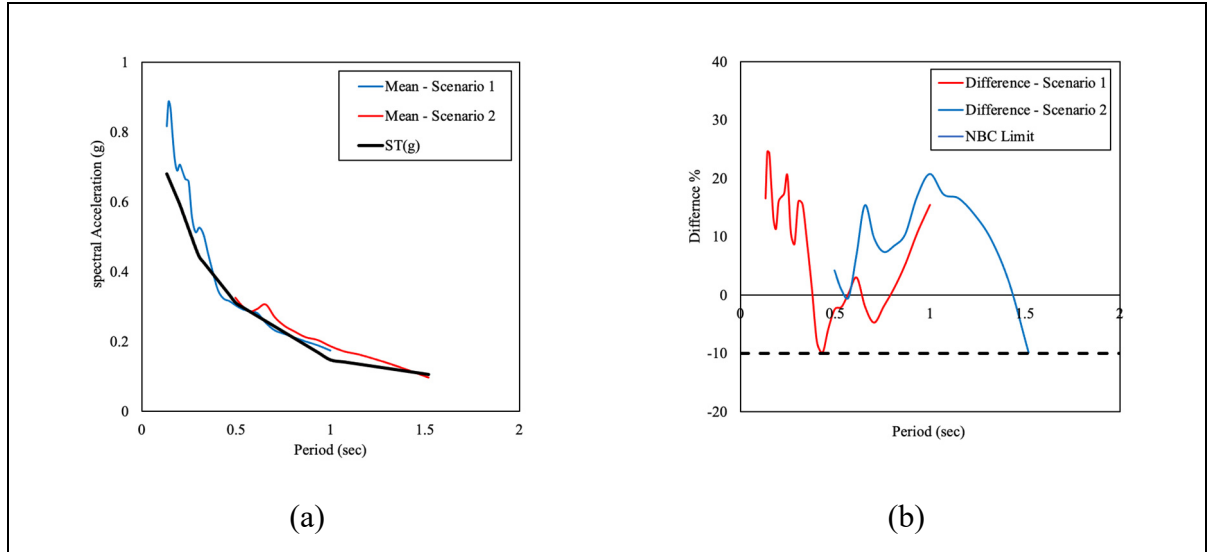 1
0.8
0.6
0.4
0.2
0
spectral Acceleration (g)
0
0.5
1
1.5
2
Period (sec)
Mean - Scenario 1
Mean - Scenario 2
ST(g)
(a)
40
30
20
10
0
-10
-20
Differnce %
0
0.5
1
1.5
2
Period (sec)
Difference - Scenario 1
Difference - Scenario 2
NBC Limit
(b)